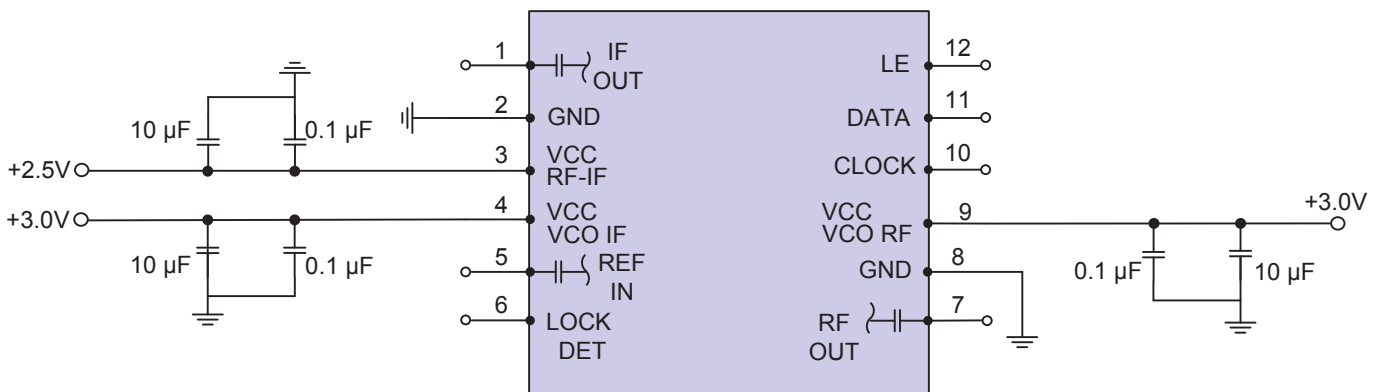 1
IF
OUT
2
GND
10 µF
0.1 µF
3
VCC
RF-IF
+2.5V
4
VCC
VCO IF
+3.0V
10 µF
0.1 µF
5
REF
IN
6
LOCK
DET
12
LE
11
DATA
10
CLOCK
9
VCC
VCO RF
+3.0V
8
GND
0.1 µF
10 µF
7
RF
OUT